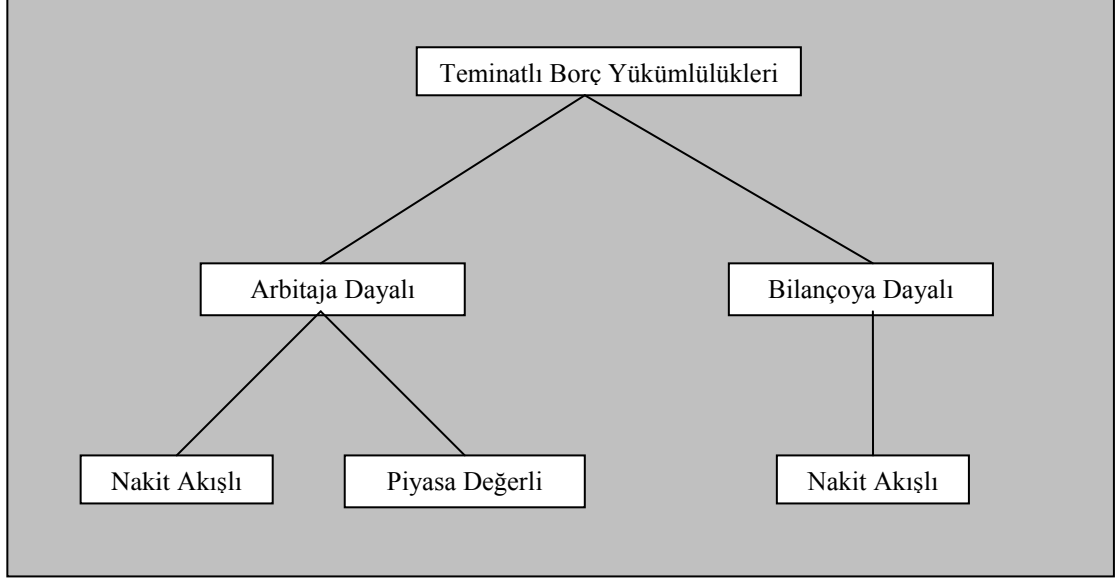 Teminatlı Borç Yükümlülükleri
Arbitaja Dayalı
Bilançoya Dayalı
Nakit Akışlı
Piyasa Değerli
Nakit Akışlı